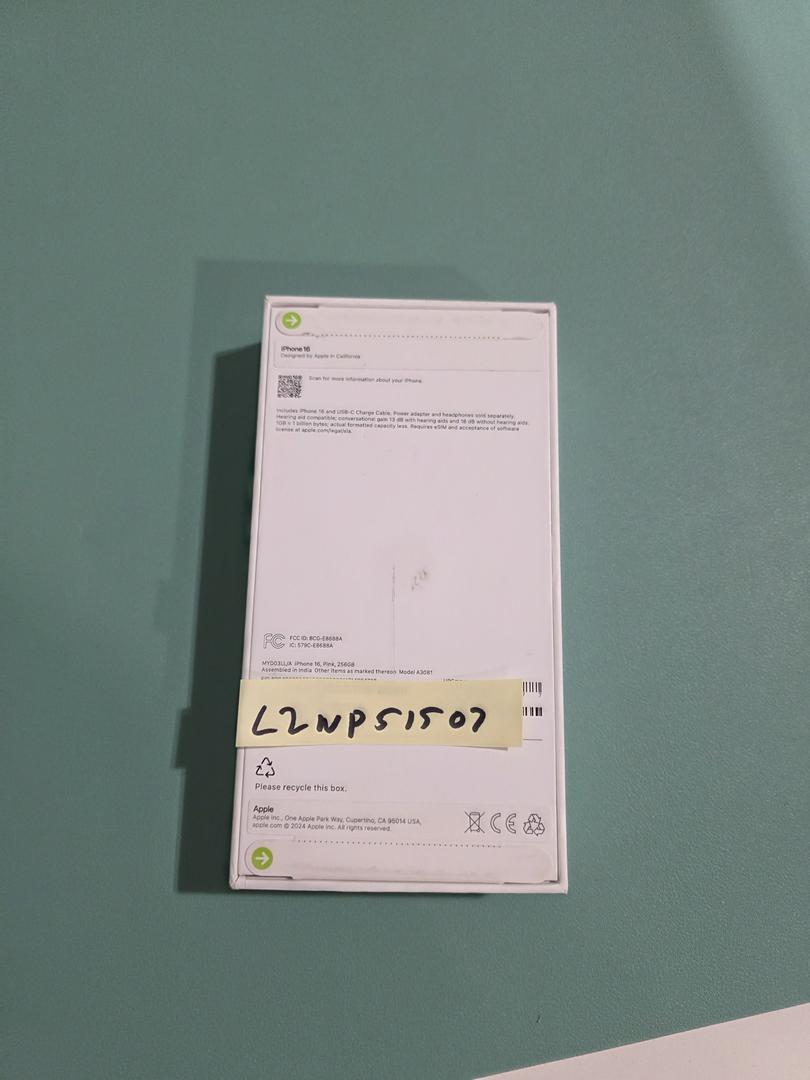 iPhone 16
Designed by Apple in California
Scan for more information about your iPhone.
Includes iPhone 16 and USB-C Charge Cable. Power adapter and headphones sold separately.
Hearing aid compatible; conversational gain 13 dB with hearing aids and 18 dB without hearing aids.
1GB = 1 billion bytes; actual formatted capacity less. Requires eSIM and acceptance of software
license at apple.com/legal/sla.
FC FCC ID: BCG-E8688A
IC: 579C-E8688A
MYD03LL/A iPhone 16, Pink, 256GB
Assembled in India Other items as marked thereon Model A3081
LZNP51507
Please recycle this box.
Apple
Apple Inc., One Apple Park Way, Cupertino, CA 95014 USA,
apple.com © 2024 Apple Inc. All rights reserved.
CE